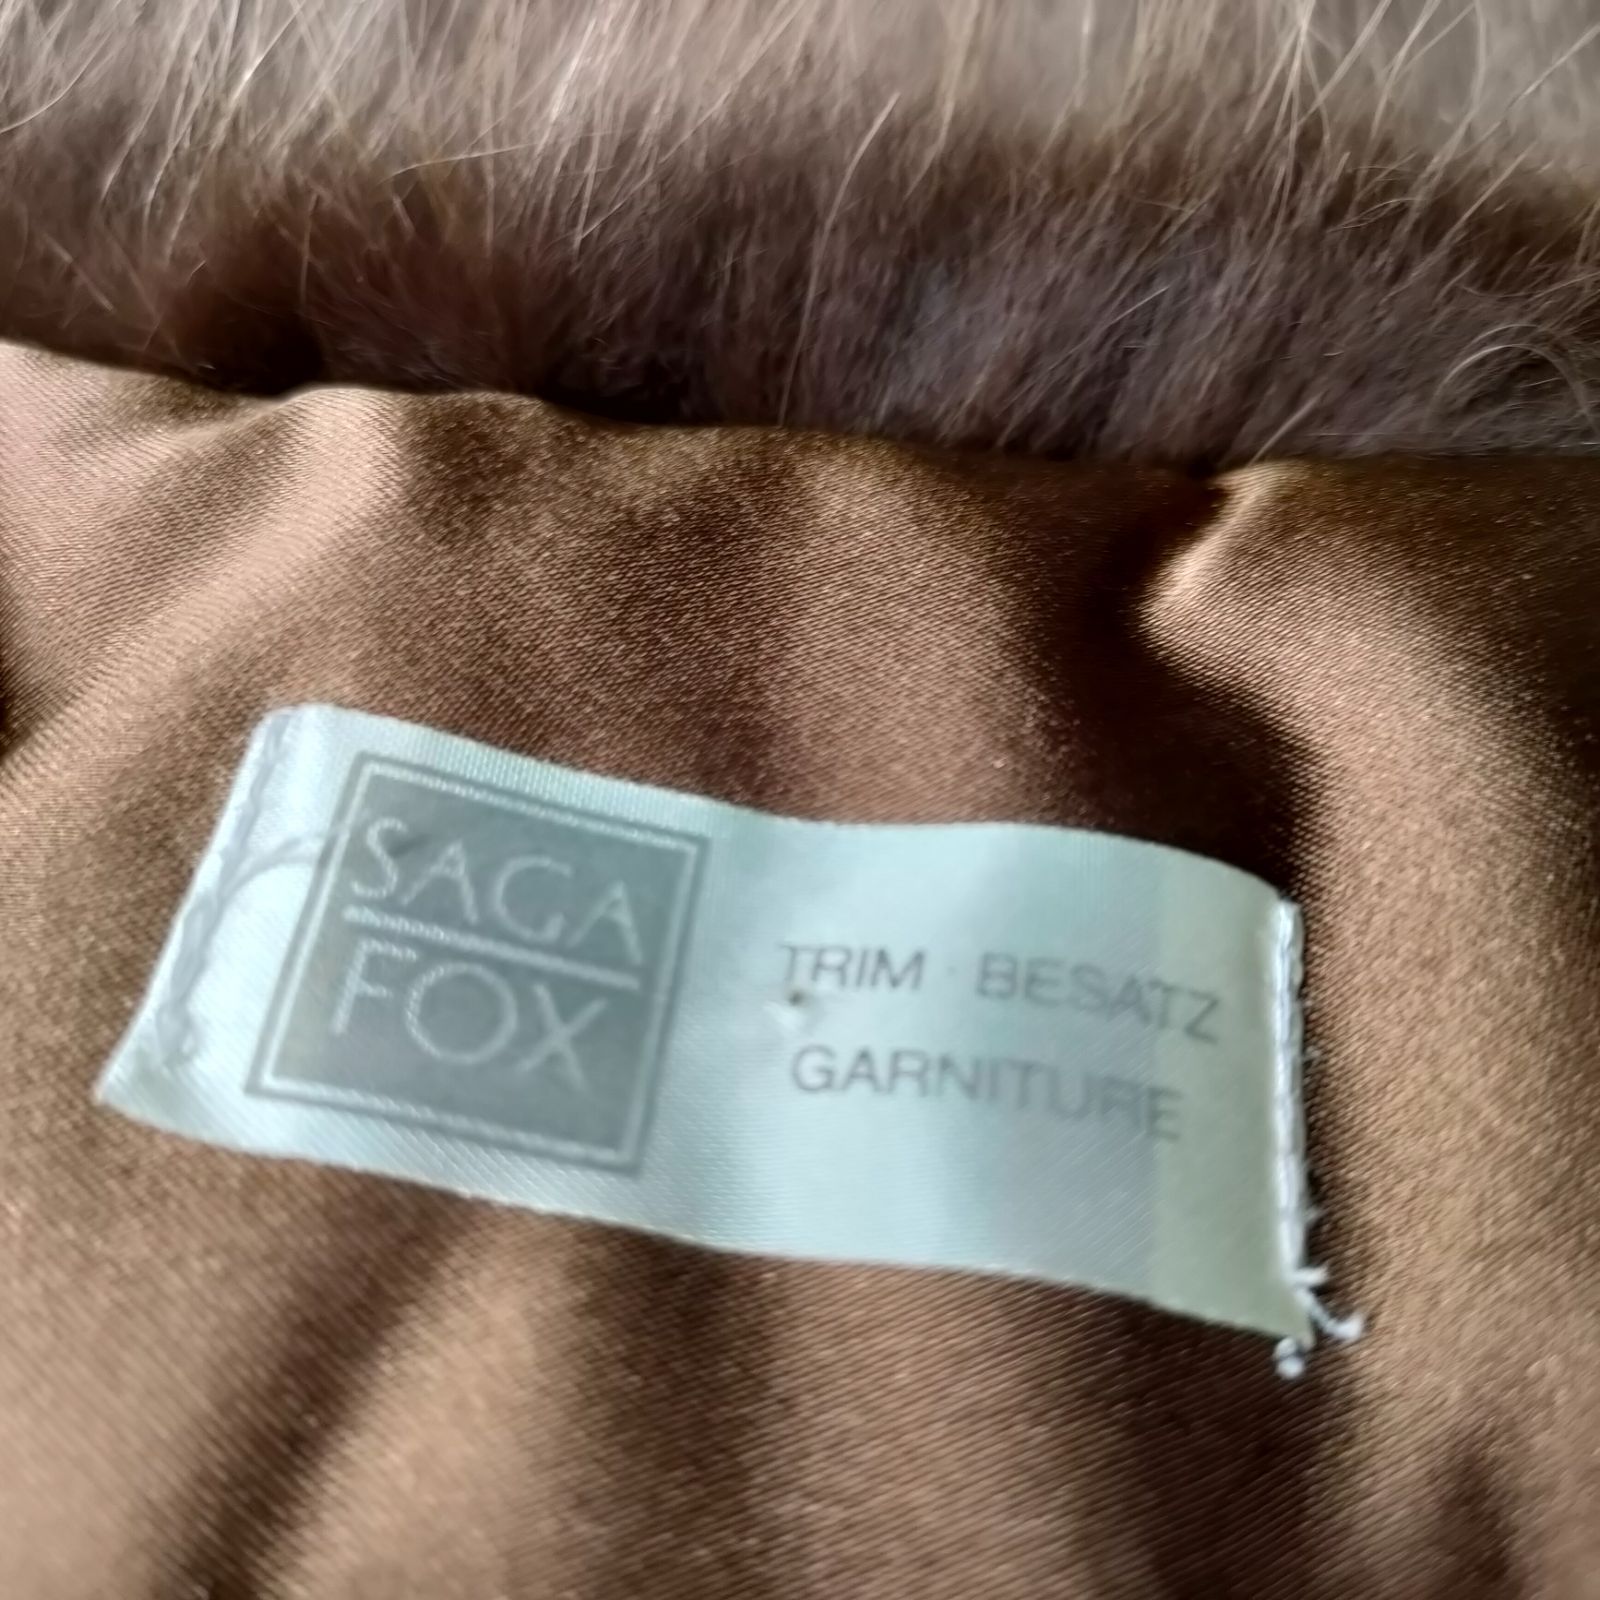 SAGA
FOX
TRIM · BESATZ
GARNITURE